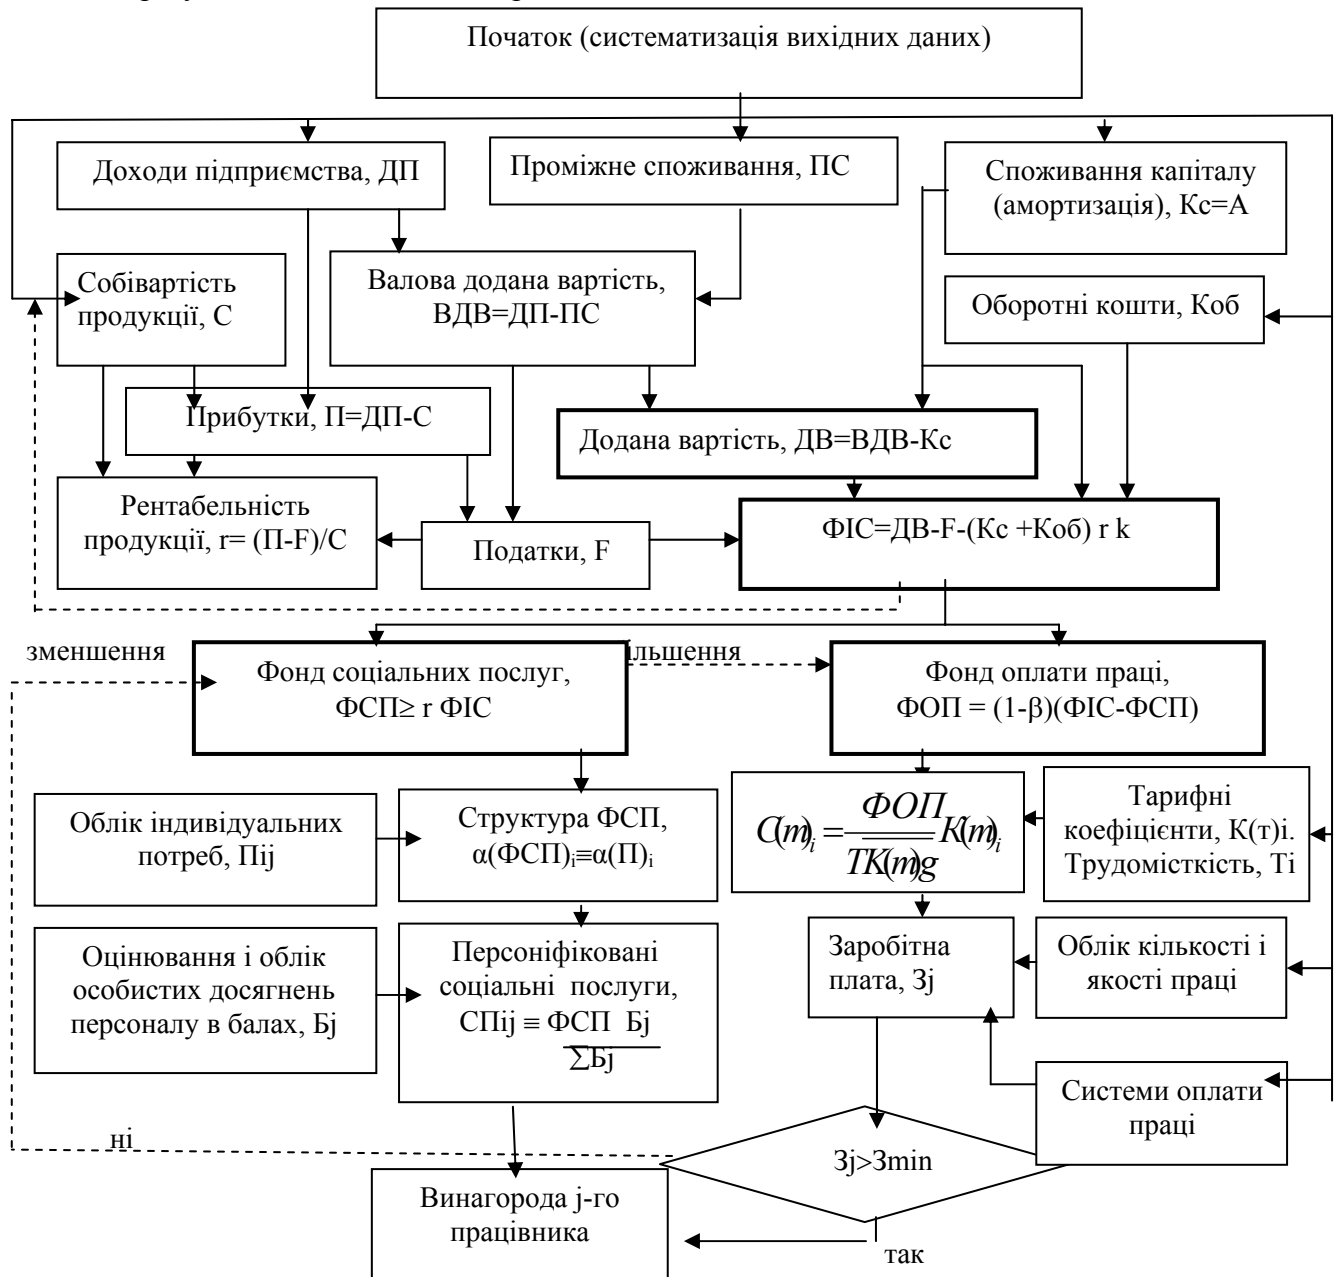 Початок (систематизація вихідних даних)
Доходи підприємства, ДП
Проміжне споживання, ПС
Споживання капіталу
(амортизація), Кс=А
Собівартість
продукції, С
Валова додана вартість,
ВДВ=ДП-ПС
Оборотні кошти, Коб
Прибутки, П=ДП-С
Додана вартість, ДВ=ВДВ-Кс
Рентабельність
продукції, r= (П-F)/С
Податки, F
ФІС=ДВ-F-(Кс +Коб) r k
зменшення
ільшення
Фонд соціальних послуг,
ФСП≥ r ФІС
Фонд оплати праці,
ФОП = (1-β)(ФІС-ФСП)
Облік індивідуальних
потреб, Пij
Структура ФСП,
α(ФСП)i≡α(П)i
C(m)i = ФОП / TK(m)g K(m)i
Тарифні
коефіцієнти, К(т)і.
Трудомісткість, Ті
Оцінювання і облік
особистих досягнень
персоналу в балах, Бj
Персоніфіковані
соціальні послуги,
СПij ≡ ФСП Бj
∑Бj
Заробітна
плата, Зj
Облік кількості і
якості праці
Системи оплати
праці
ні
Зj>Зmin
Винагорода j-го
працівника
так